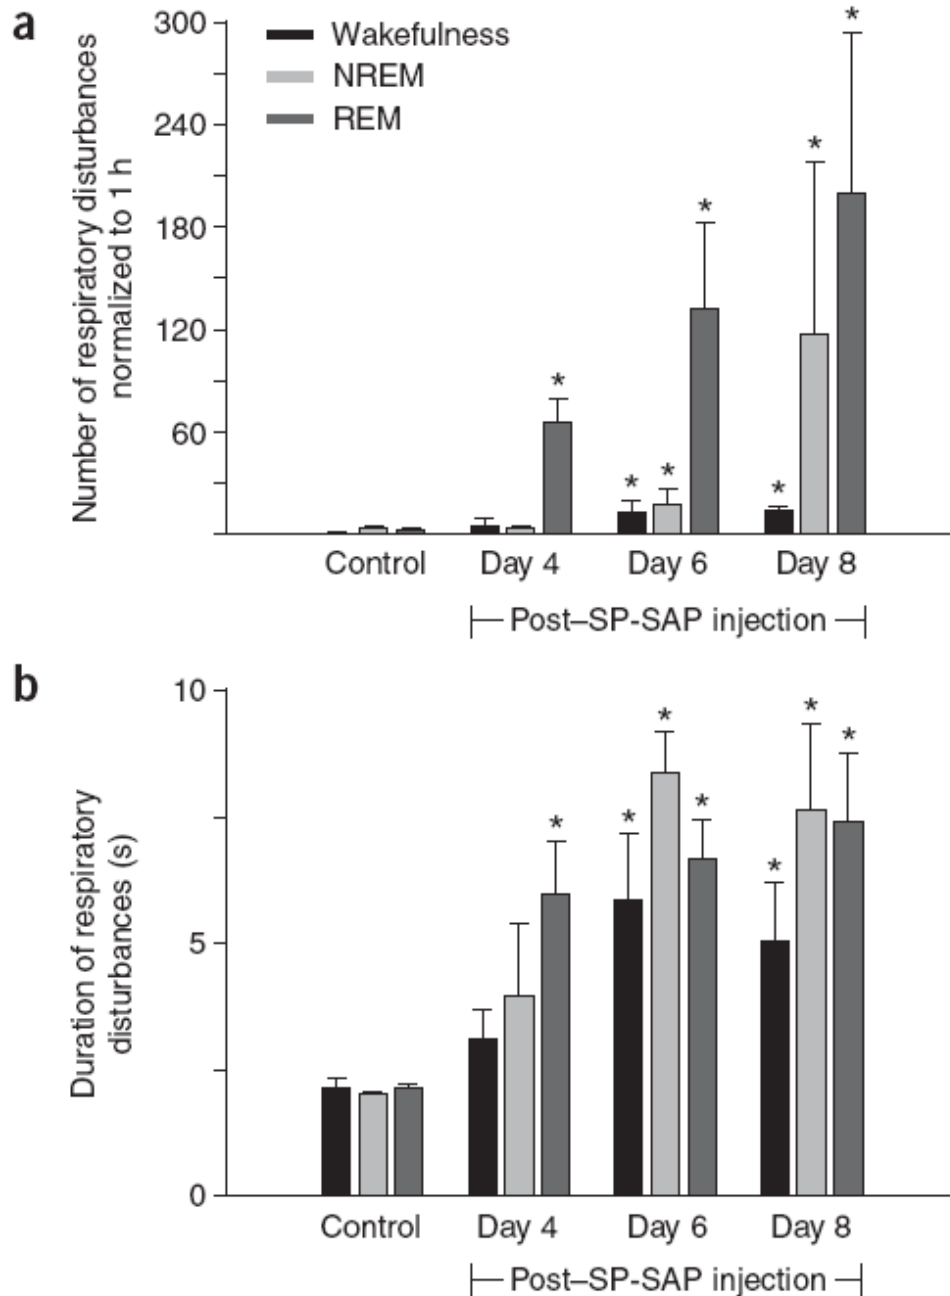 a
Number of respiratory disturbances
normalized to 1 h
300
240
180
120
60
Wakefulness
NREM
REM
*
*
*
*
*
*
*
Control
Day 4
Day 6
Day 8
Post–SP-SAP injection
b
Duration of respiratory
disturbances (s)
10
5
0
*
*
*
*
*
*
*
Control
Day 4
Day 6
Day 8
Post–SP-SAP injection